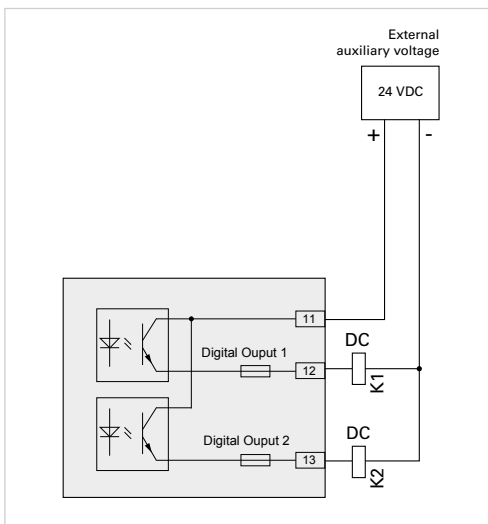 External
auxiliary voltage
24 VDC
+ -
11
DC
Digital Ouput 1
12
K1
DC
Digital Ouput 2
13
K2